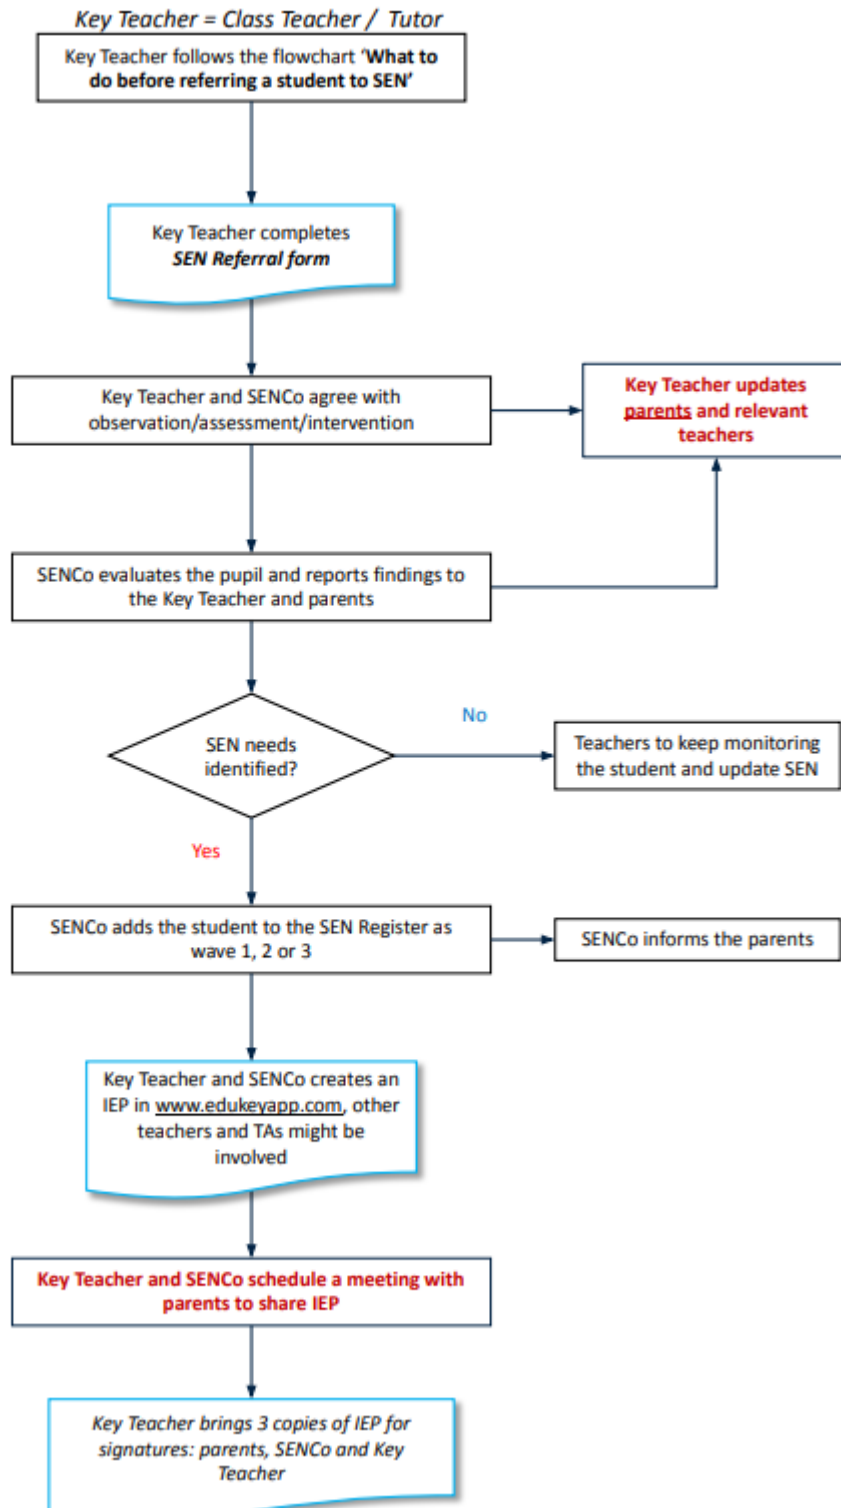 Key Teacher = Class Teacher / Tutor
Key Teacher follows the flowchart ‘What to
do before referring a student to SEN’
Key Teacher completes
SEN Referral form
Key Teacher and SENCo agree with
observation/assessment/intervention
Key Teacher updates
parents and relevant
teachers
SENCo evaluates the pupil and reports findings to
the Key Teacher and parents
SEN needs
identified?
No
Teachers to keep monitoring
the student and update SEN
Yes
SENCo adds the student to the SEN Register as
wave 1, 2 or 3
SENCo informs the parents
Key Teacher and SENCo creates an
IEP in www.edukeyapp.com, other
teachers and TAs might be
involved
Key Teacher and SENCo schedule a meeting with
parents to share IEP
Key Teacher brings 3 copies of IEP for
signatures: parents, SENCo and Key
Teacher